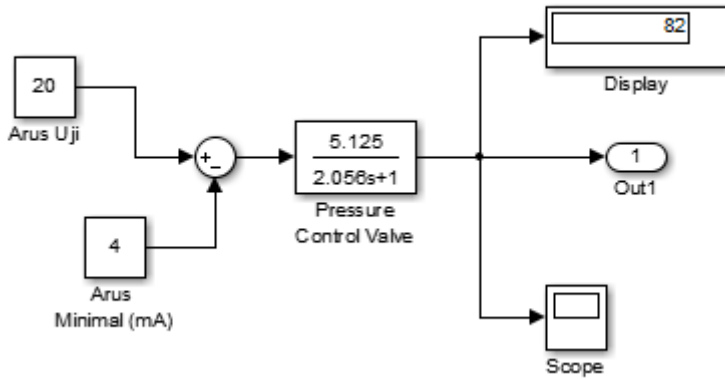 82
Display
20
Arus Uji
+
-
5.125
2.056s+1
Pressure
Control Valve
1
Out1
4
Arus
Minimal (mA)
Scope